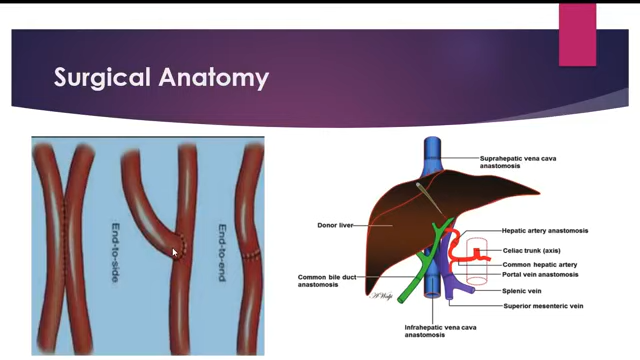 Surgical Anatomy
End-to-side
End-to-end
Suprahepatic vena cava
anastomosis
Donor liver
Hepatic artery anastomosis
Celiac trunk (axis)
Common hepatic artery
Portal vein anastomosis
Common bile duct
anastomosis
Splenic vein
Superior mesenteric vein
Infrahepatic vena cava
anastomosis